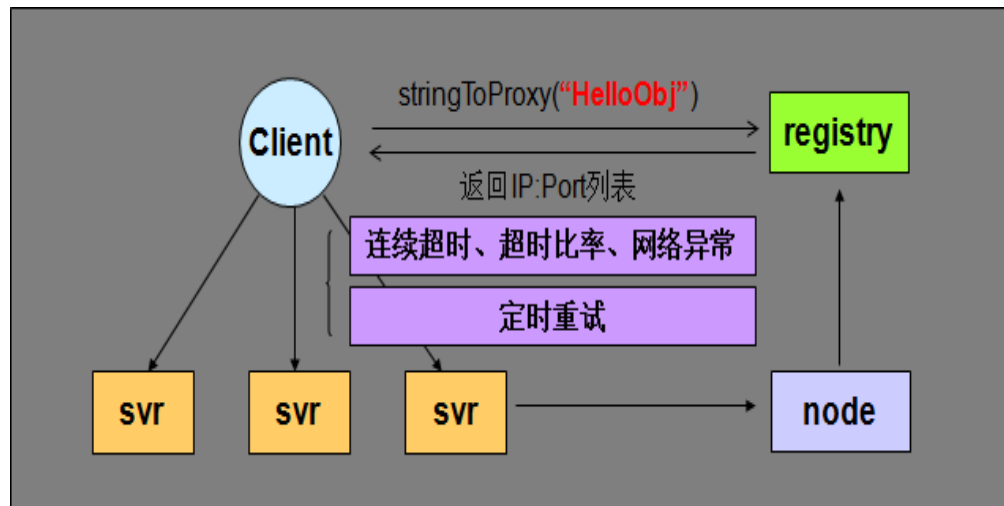 stringToProxy(“HelloObj”)
Client
registry
返回IP:Port列表
连续超时、超时比率、网络异常
定时重试
svr
svr
svr
node